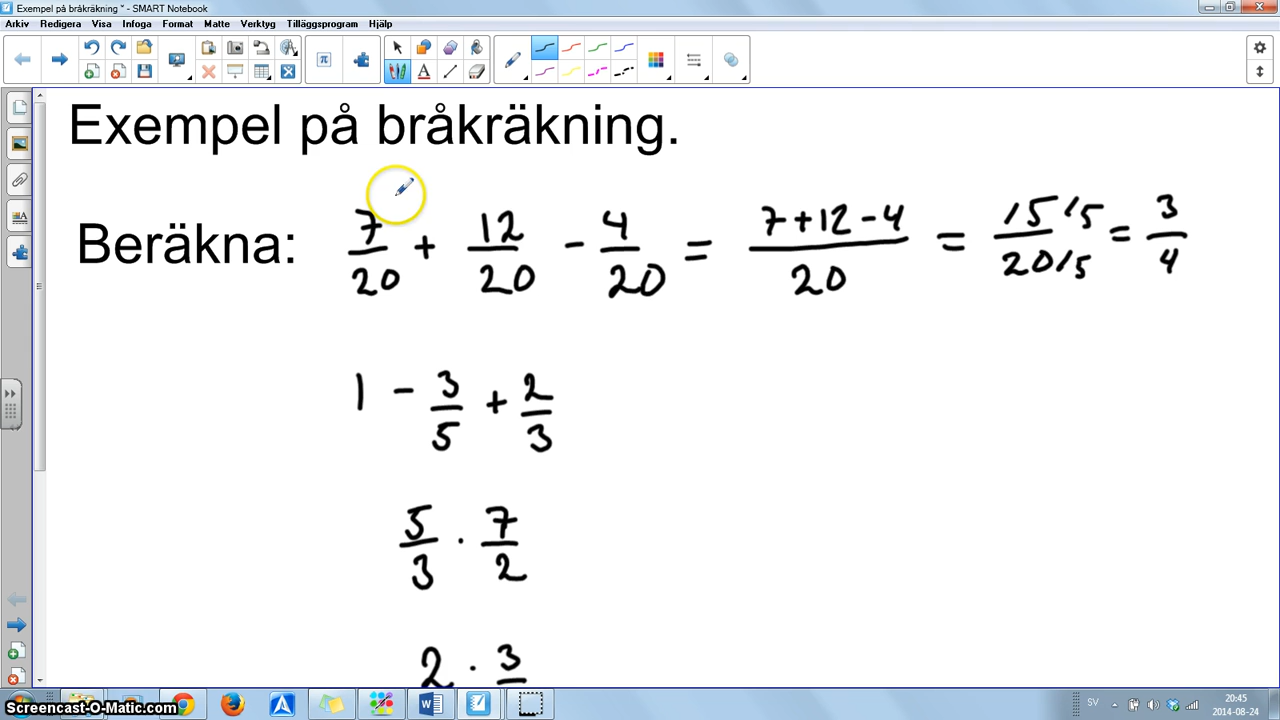 Exempel på bråkräkning * - SMART Notebook
Arkiv Redigera Visa Infoga Format Matte Verktyg Tilläggsprogram Hjälp
Exempel på bråkräkning.
Beräkna: 7/20 + 12/20 - 4/20 = (7+12-4)/20 = 15/5 / 20/5 = 3/4
1 - 3/5 + 2/3
5/3 · 7/2
2 · 3
Screencast-O-Matic.com
SV
20:45
2014-08-24